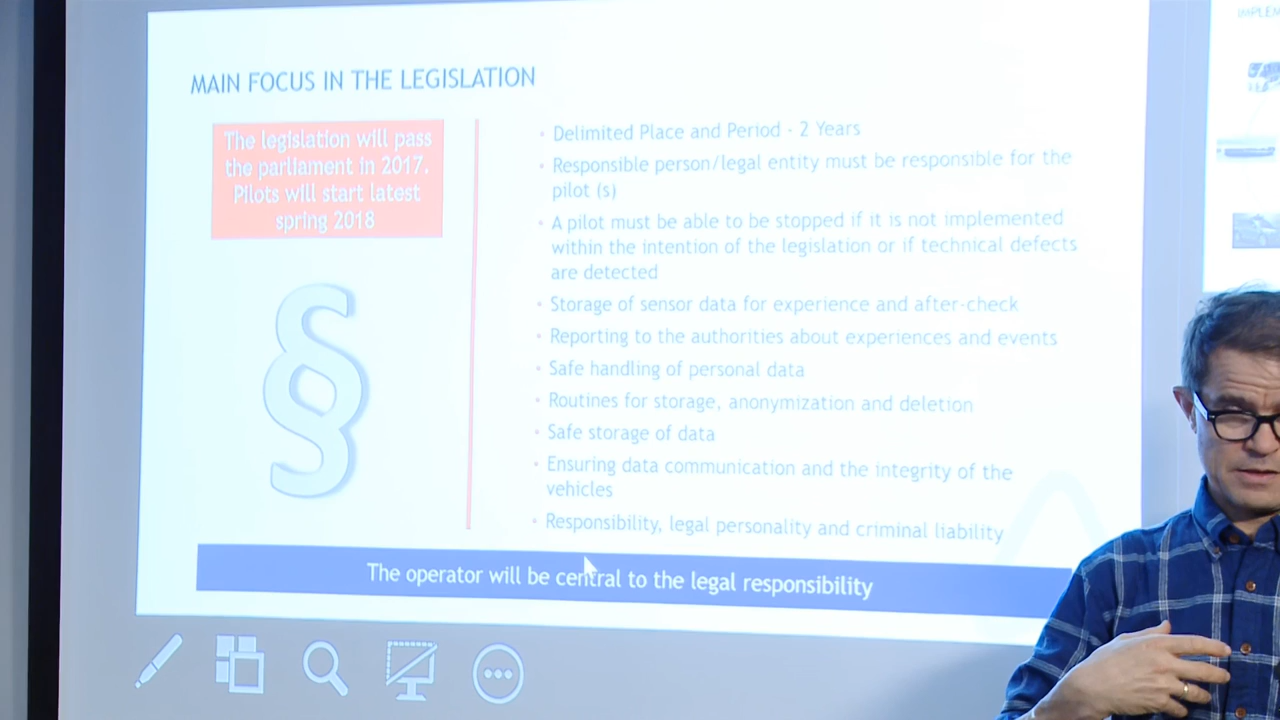 MAIN FOCUS IN THE LEGISLATION
The legislation will pass
the parliament in 2017.
Pilots will start latest
spring 2018
• Delimited Place and Period - 2 Years
• Responsible person/legal entity must be responsible for the
pilot (s)
• A pilot must be able to be stopped if it is not implemented
within the intention of the legislation or if technical defects
are detected
• Storage of sensor data for experience and after-check
• Reporting to the authorities about experiences and events
• Safe handling of personal data
• Routines for storage, anonymization and deletion
• Safe storage of data
• Ensuring data communication and the integrity of the
vehicles
• Responsibility, legal personality and criminal liability
§
The operator will be central to the legal responsibility